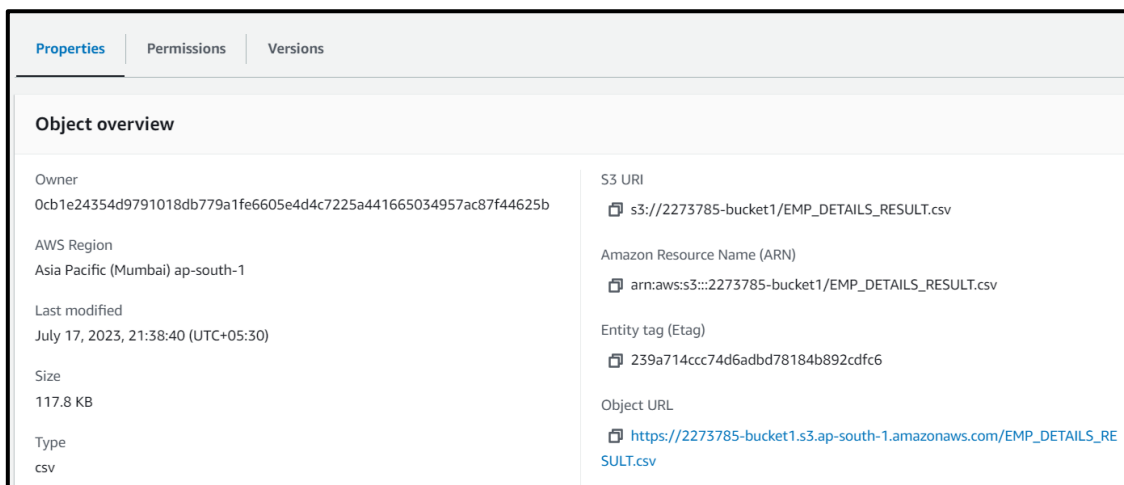 Properties
Permissions
Versions
Object overview
Owner
0cb1e24354d9791018db779a1fe6605e4d4c7225a441665034957ac87f44625b
AWS Region
Asia Pacific (Mumbai) ap-south-1
Last modified
July 17, 2023, 21:38:40 (UTC+05:30)
Size
117.8 KB
Type
csv
S3 URI
s3://2273785-bucket1/EMP_DETAILS_RESULT.csv
Amazon Resource Name (ARN)
arn:aws:s3:::2273785-bucket1/EMP_DETAILS_RESULT.csv
Entity tag (Etag)
239a714ccc74d6adbd78184b892cdfc6
Object URL
https://2273785-bucket1.s3.ap-south-1.amazonaws.com/EMP_DETAILS_RE
SULT.csv